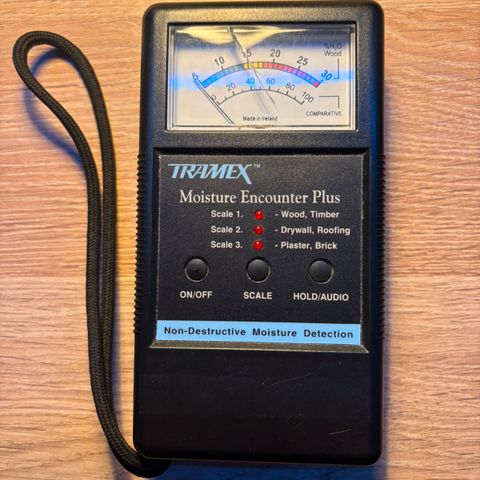 %H₂O
Wood
5 10 15 20 25 30
0 20 40 60 80 100
COMPARATIVE
Made in Ireland
TRAMEX™
Moisture Encounter Plus
Scale 1. - Wood, Timber
Scale 2. - Drywall, Roofing
Scale 3. - Plaster, Brick
ON/OFF SCALE HOLD/AUDIO
Non-Destructive Moisture Detection